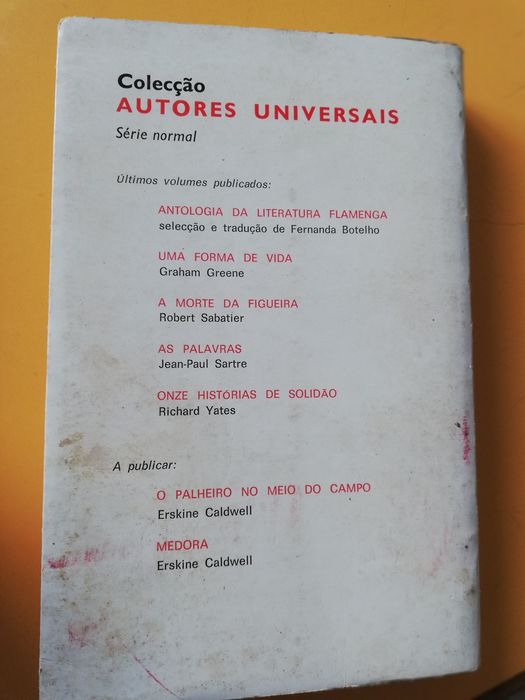 Colecção
AUTORES UNIVERSAIS
Série normal
Últimos volumes publicados:
ANTOLOGIA DA LITERATURA FLAMENGA
selecção e tradução de Fernanda Botelho
UMA FORMA DE VIDA
Graham Greene
A MORTE DA FIGUEIRA
Robert Sabatier
AS PALAVRAS
Jean-Paul Sartre
ONZE HISTÓRIAS DE SOLIDÃO
Richard Yates
A publicar:
O PALHEIRO NO MEIO DO CAMPO
Erskine Caldwell
MEDORA
Erskine Caldwell